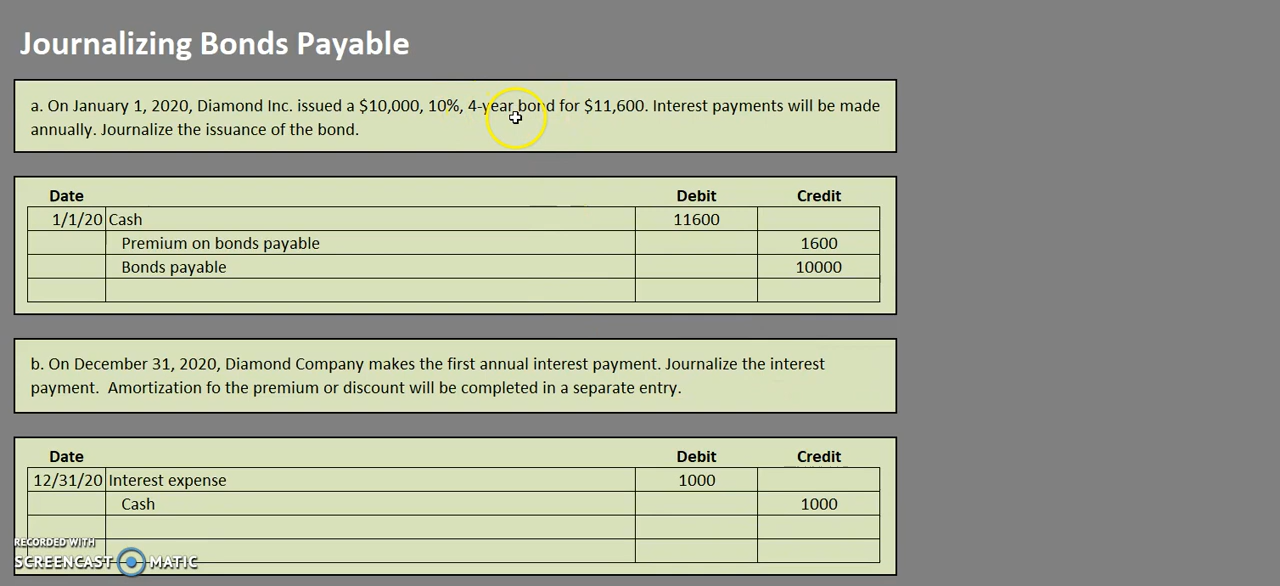 Journalizing Bonds Payable
a. On January 1, 2020, Diamond Inc. issued a $10,000, 10%, 4-year bond for $11,600. Interest payments will be made
annually. Journalize the issuance of the bond.
Date Debit Credit
1/1/20 Cash 11600
Premium on bonds payable 1600
Bonds payable 10000
b. On December 31, 2020, Diamond Company makes the first annual interest payment. Journalize the interest
payment. Amortization fo the premium or discount will be completed in a separate entry.
Date Debit Credit
12/31/20 Interest expense 1000
Cash 1000
RECORDED WITH
SCREENCAST MATIC